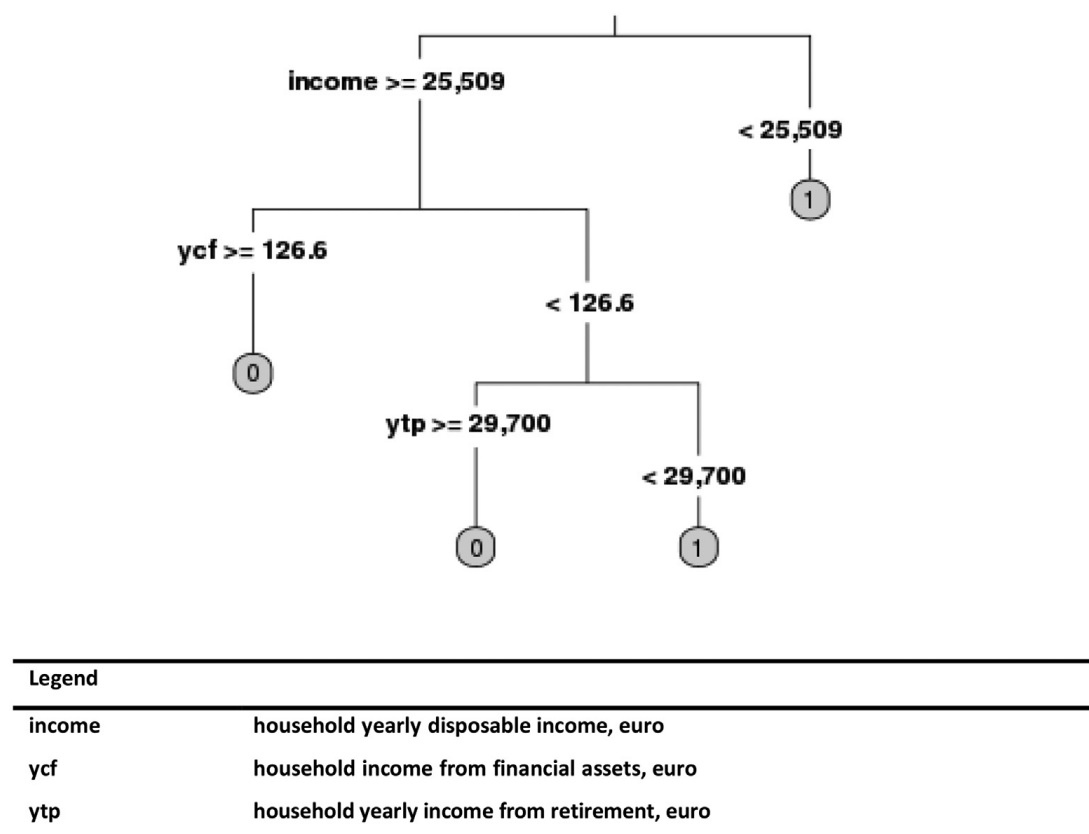 income >= 25,509
< 25,509
1
ycf >= 126.6
< 126.6
0
ytp >= 29,700
< 29,700
0
1
Legend
income household yearly disposable income, euro
ycf household income from financial assets, euro
ytp household yearly income from retirement, euro